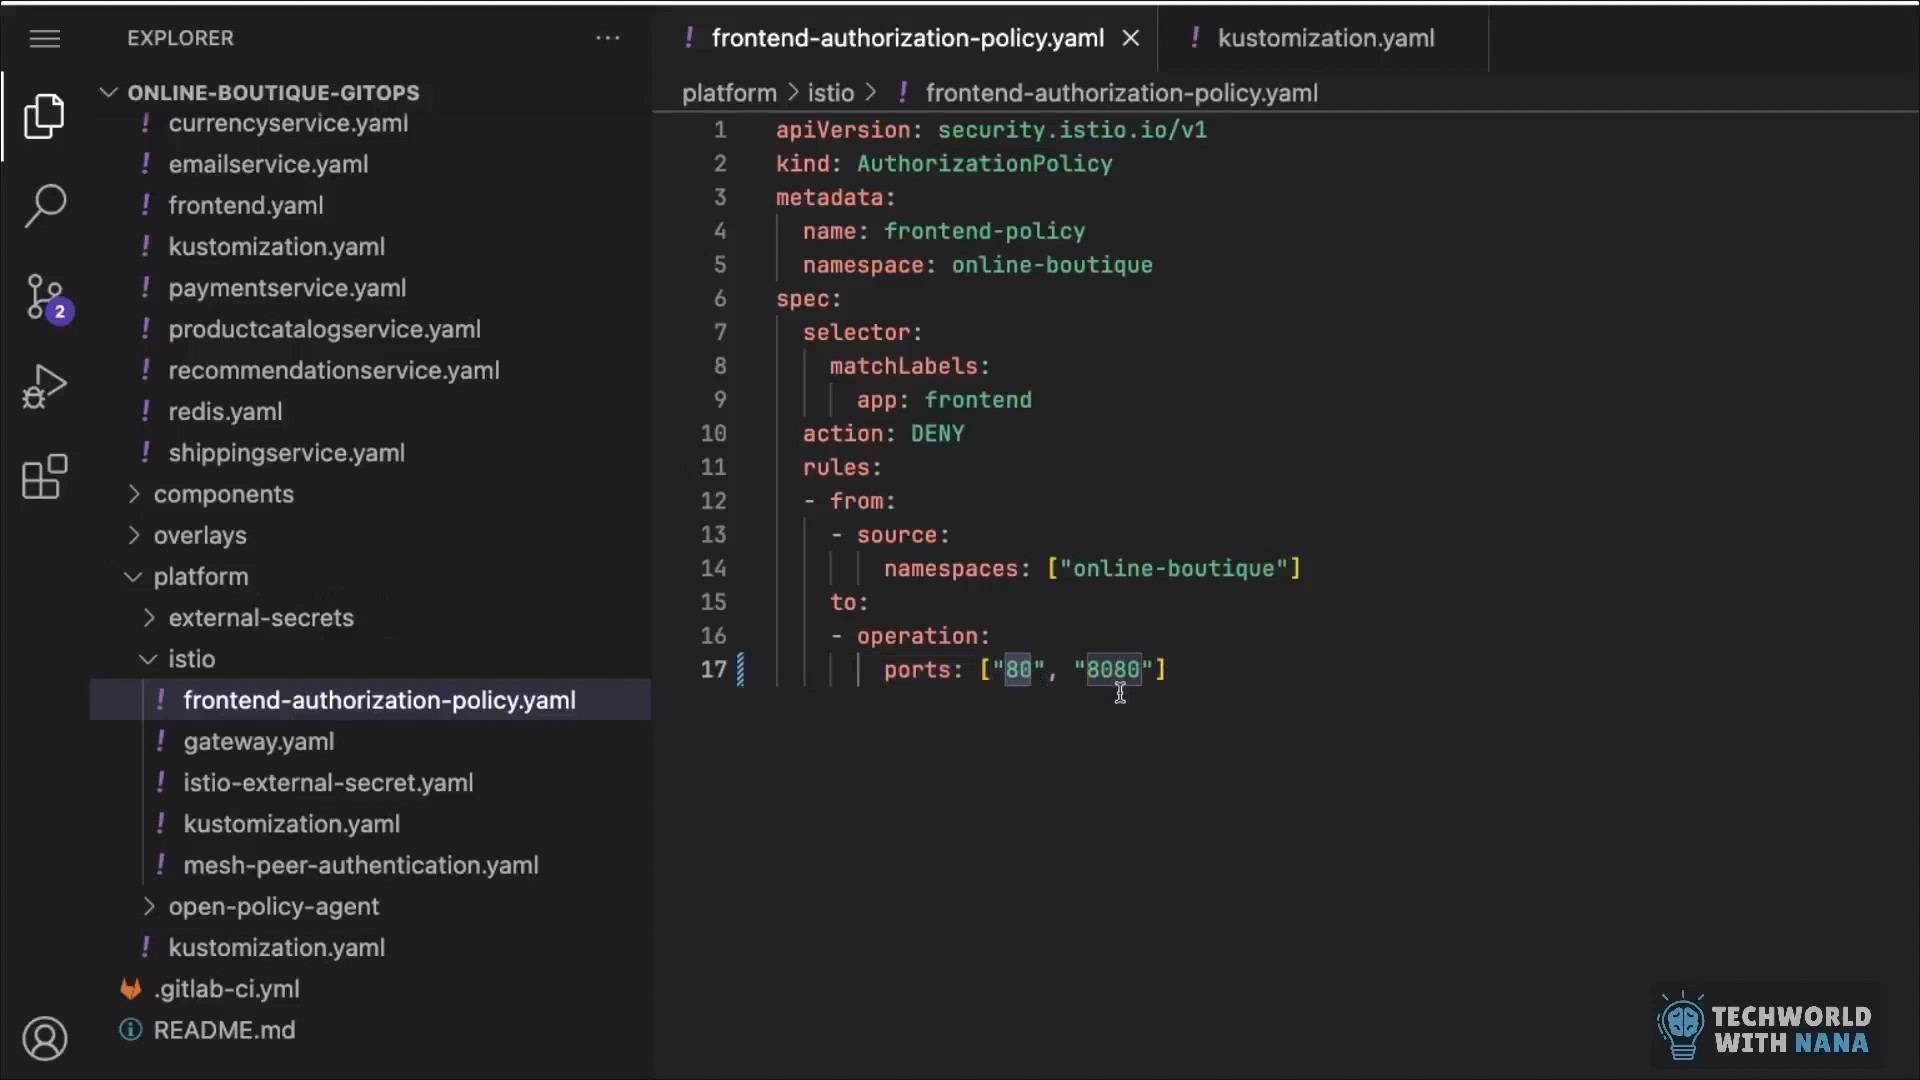 EXPLORER
ONLINE-BOUTIQUE-GITOPS
! currencyservice.yaml
! emailservice.yaml
! frontend.yaml
! kustomization.yaml
! paymentservice.yaml
! productcatalogservice.yaml
! recommendationservice.yaml
! redis.yaml
! shippingservice.yaml
components
overlays
platform
external-secrets
istio
! frontend-authorization-policy.yaml
! gateway.yaml
! istio-external-secret.yaml
! kustomization.yaml
! mesh-peer-authentication.yaml
open-policy-agent
! kustomization.yaml
.gitlab-ci.yml
README.md
2
! frontend-authorization-policy.yaml
! kustomization.yaml
platform > istio > ! frontend-authorization-policy.yaml
1 apiVersion: security.istio.io/v1
2 kind: AuthorizationPolicy
3 metadata:
4 name: frontend-policy
5 namespace: online-boutique
6 spec:
7 selector:
8 matchLabels:
9 app: frontend
10 action: DENY
11 rules:
12 - from:
13 - source:
14 namespaces: ["online-boutique"]
15 to:
16 - operation:
17 ports: ["80", "8080"]
TECHWORLD
WITH NANA